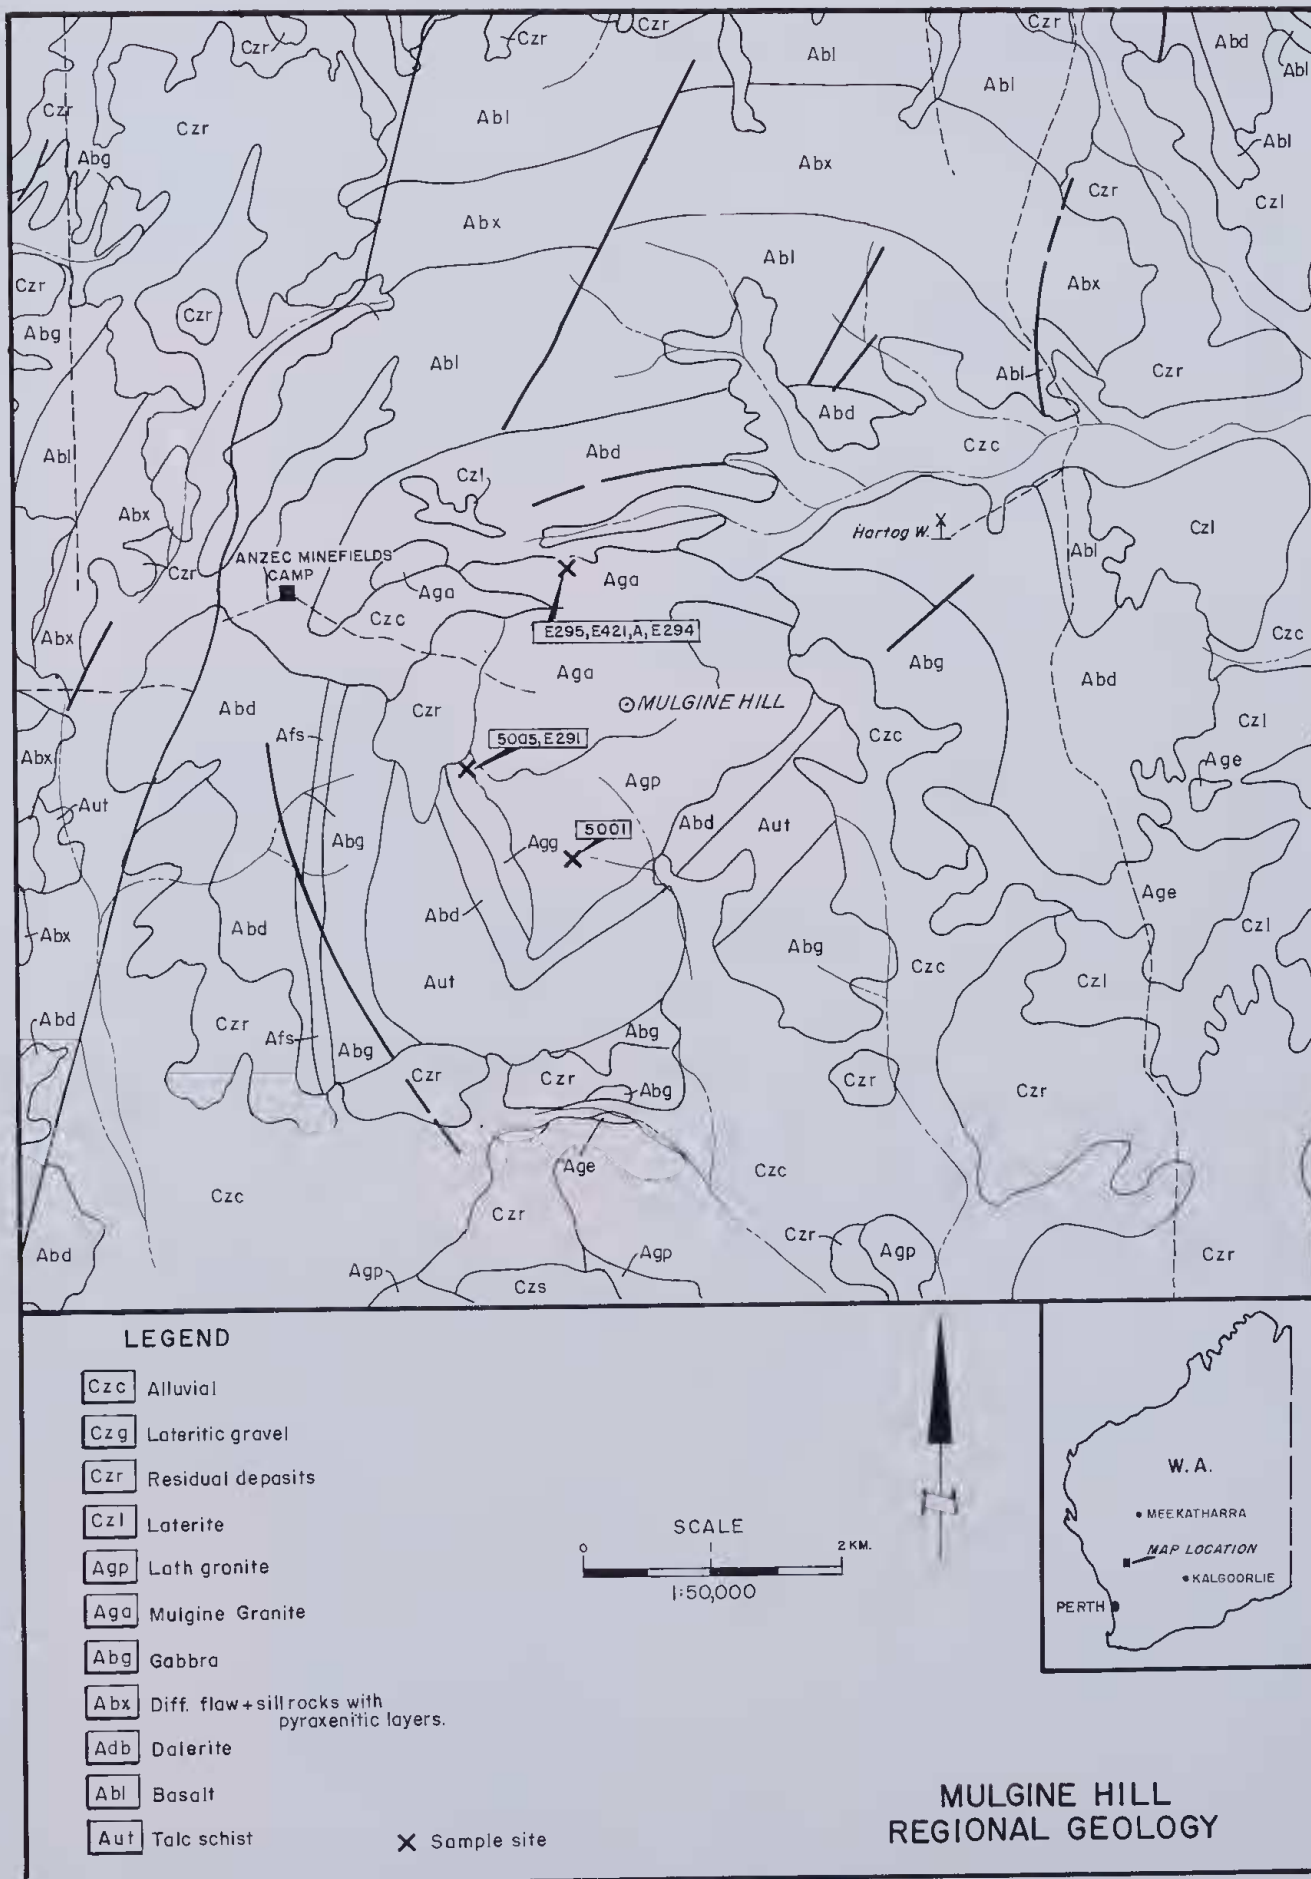 Czr
Czr
Czr
Czr
Abl
Abd
Abl
Czr
Czr
Abl
Abl
Abl
Abg
Abx
Czr
Czl
Abx
Abl
Abx
Czr
Czr
Abg
Abl
Abl
Czr
Abd
Abl
Abd
Czl
Czc
Abx
Hartog W.
Czl
Abl
ANZEC MINEFIELDS
CAMP
Czr
Aga
Aga
Czc
E295,E421,A,E294
Czc
Abx
Aga
Abg
Abd
MULGINE HILL
Abd
Czr
Czl
Afs
5005,E291
Czc
Abx
Agp
Age
Aut
Abg
Agg
5001
Abd
Aut
Age
Abx
Abd
Abd
Abg
Czc
Czl
Aut
Czl
Abd
Czr
Afs
Abg
Abg
Czr
Czr
Abg
Czr
Czr
Age
Czc
Czc
Czr
Abd
Agp
Czs
Agp
Czr
Agp
Czr
LEGEND
Czc Alluvial
Czg Lateritic gravel
Czr Residual deposits
Czl Laterite
Agp Lath granite
Aga Mulgine Granite
Abg Gabbra
Abx Diff. flaw+sill rocks with
pyraxenitic layers.
Adb Dalerite
Abl Basalt
Aut Talc schist
X Sample site
SCALE
0 2 KM.
1:50,000
W.A.
MEEKATHARRA
MAP LOCATION
KALGOORLIE
PERTH
MULGINE HILL
REGIONAL GEOLOGY